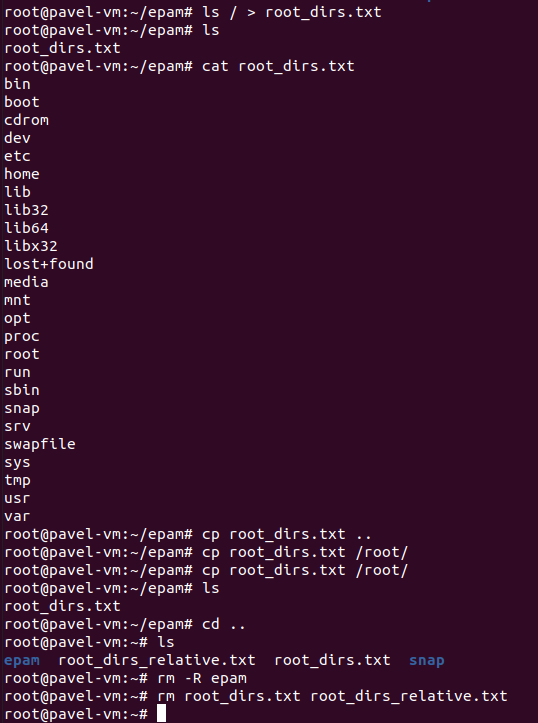 root@pavel-vm:~/epam# ls / > root_dirs.txt
root@pavel-vm:~/epam# ls
root_dirs.txt
root@pavel-vm:~/epam# cat root_dirs.txt
bin
boot
cdrom
dev
etc
home
lib
lib32
lib64
libx32
lost+found
media
mnt
opt
proc
root
run
sbin
snap
srv
swapfile
sys
tmp
usr
var
root@pavel-vm:~/epam# cp root_dirs.txt ..
root@pavel-vm:~/epam# cp root_dirs.txt /root/
root@pavel-vm:~/epam# cp root_dirs.txt /root/
root@pavel-vm:~/epam# ls
root_dirs.txt
root@pavel-vm:~/epam# cd ..
root@pavel-vm:~# ls
epam  root_dirs_relative.txt  root_dirs.txt  snap
root@pavel-vm:~# rm -R epam
root@pavel-vm:~# rm root_dirs.txt root_dirs_relative.txt
root@pavel-vm:~#